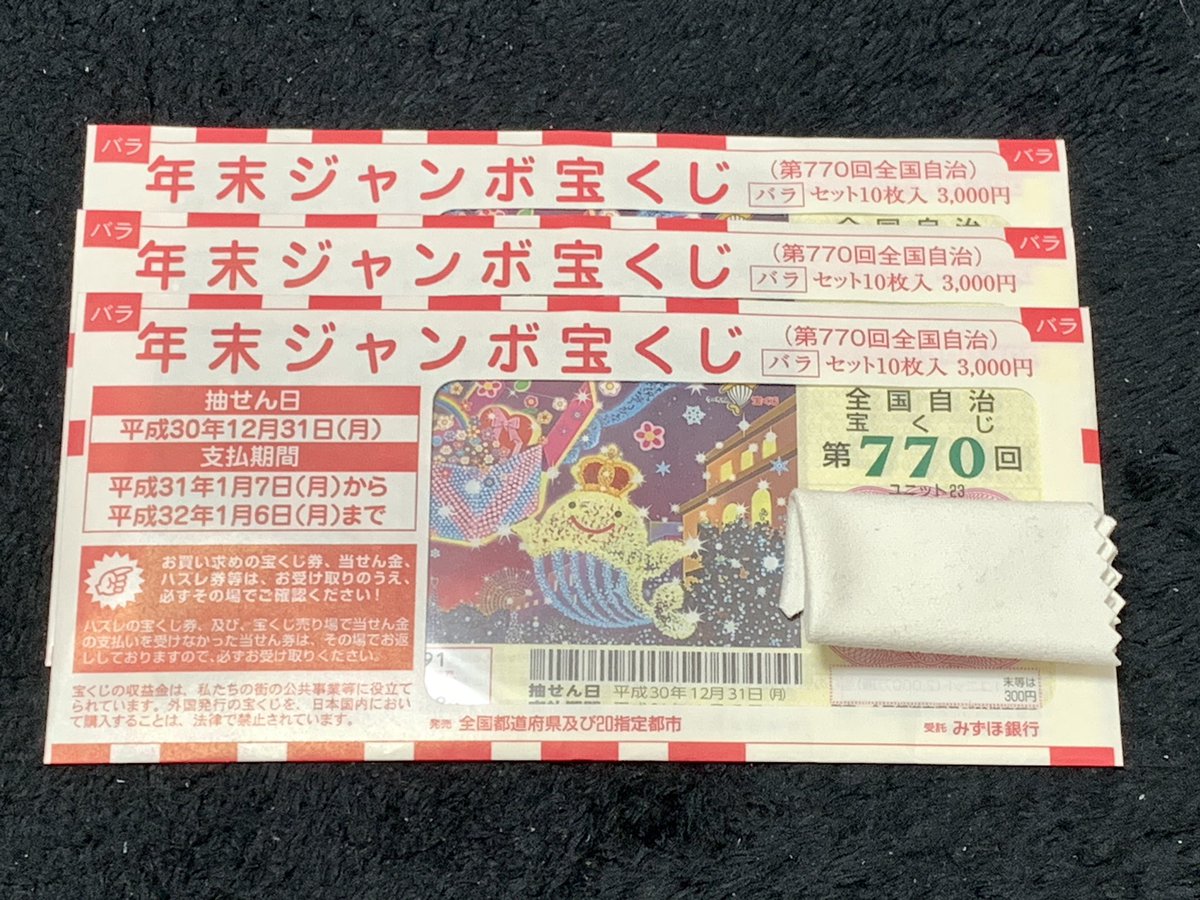 バラ
年末ジャンボ宝くじ
(第770回全国自治)
バラ セット10枚入 3,000円
バラ
全国自治
バラ
年末ジャンボ宝くじ
(第770回全国自治)
バラ セット10枚入 3,000円
バラ
バラ
年末ジャンボ宝くじ
(第770回全国自治)
バラ セット10枚入 3,000円
バラ
抽せん日
平成30年12月31日(月)
支払期間
平成31年1月7日(月)から
平成32年1月6日(月)まで
お買い求めの宝くじ券、当せん金、
ハズレ券等は、お受け取りのうえ、
必ずその場でご確認ください!
ハズレの宝くじ券、及び、宝くじ売り場で当せん金
の支払いを受けなかった当せん券は、その場でお返
ししておりますので、必ずお受け取りください。
宝くじの収益金は、私たちの街の公共事業等に役立て
られています。外国発行の宝くじを、日本国内におい
て購入することは、法律で禁止されています。
全国自治
宝くじ
第770回
ユニット23
91
抽せん日 平成30年12月31日(月)
末等は
300円
発売 全国都道府県及び20指定都市
受託 みずほ銀行